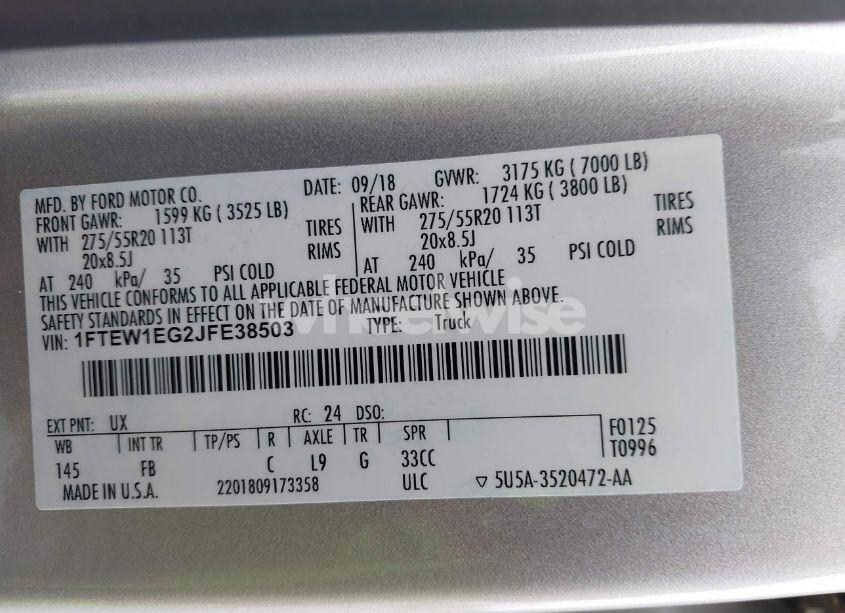 MFD. BY FORD MOTOR CO.
DATE: 09/18
GVWR: 3175 KG ( 7000 LB)
FRONT GAWR: 1599 KG ( 3525 LB)
REAR GAWR: 1724 KG ( 3800 LB)
WITH 275/55R20 113T TIRES
WITH 275/55R20 113T TIRES
20x8.5J RIMS
20x8.5J RIMS
AT 240 kPa/ 35 PSI COLD
AT 240 kPa/ 35 PSI COLD
THIS VEHICLE CONFORMS TO ALL APPLICABLE FEDERAL MOTOR VEHICLE
SAFETY STANDARDS IN EFFECT ON THE DATE OF MANUFACTURE SHOWN ABOVE.
VIN: 1FTEW1EG2JFE38503 TYPE: Truck
EXT PNT: UX RC: 24 DSO:
WB INT TR TP/PS R AXLE TR SPR
145 FB C L9 G 33CC
F0125
T0996
MADE IN U.S.A. 2201809173358 ULC ▽ 5U5A-3520472-AA